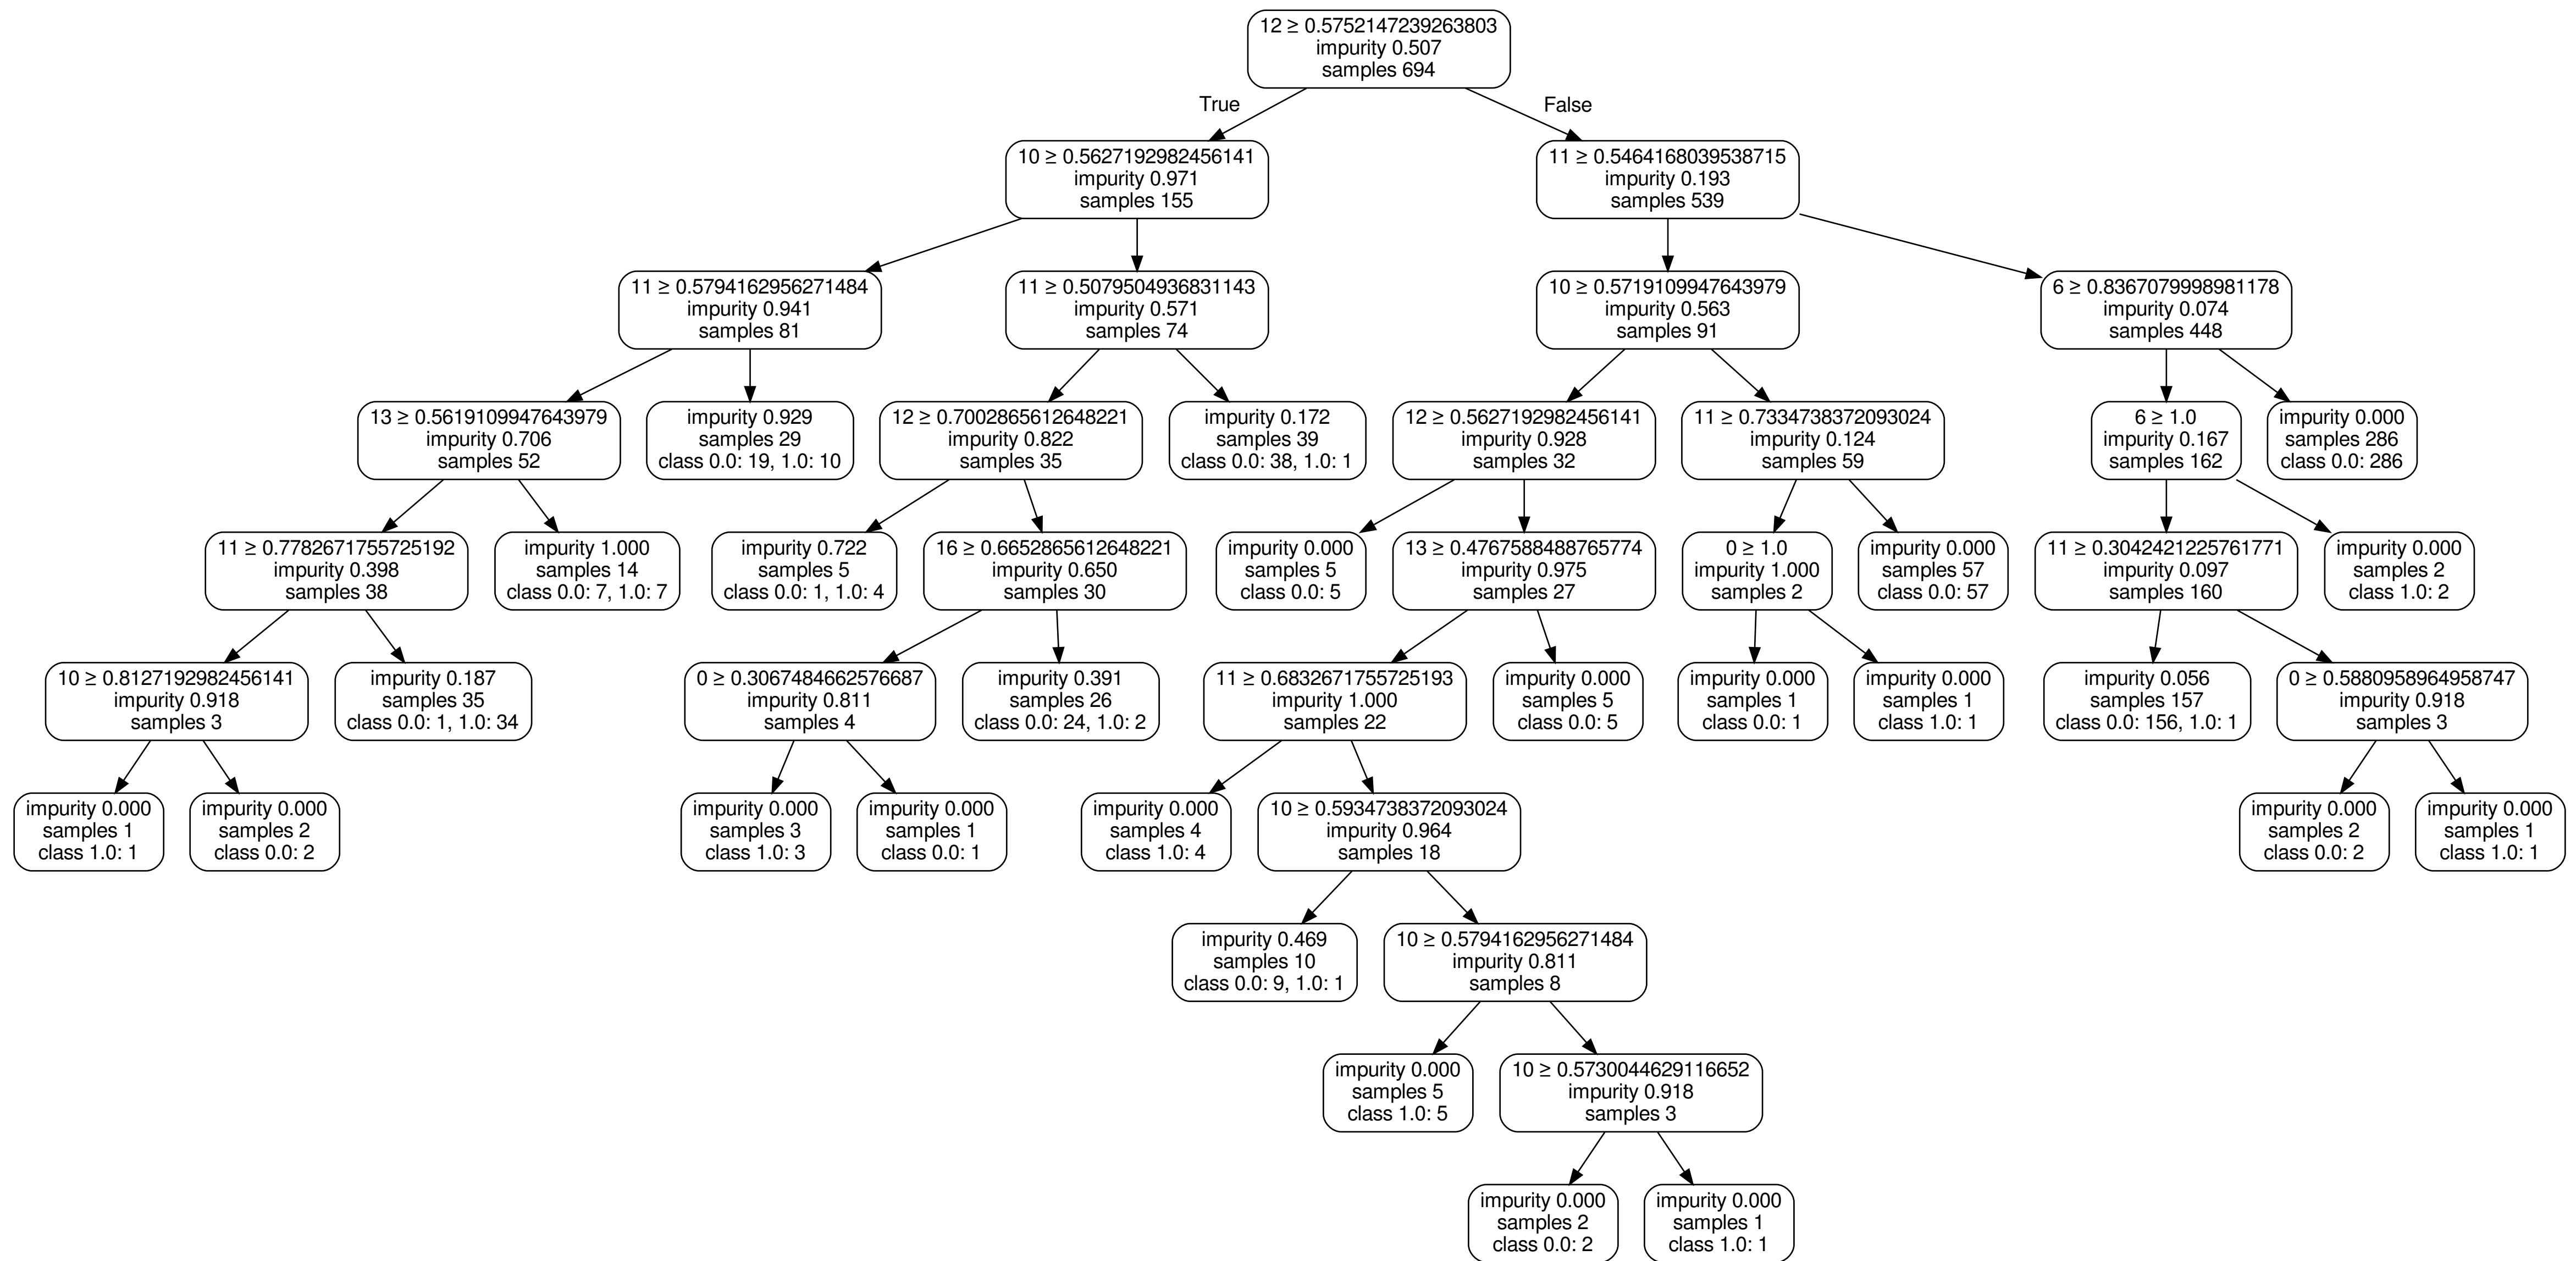 12 ≥ 0.5752147239263803
impurity 0.507
samples 694
True
False
10 ≥ 0.5627192982456141
impurity 0.971
samples 155
11 ≥ 0.5464168039538715
impurity 0.193
samples 539
11 ≥ 0.5794162956271484
impurity 0.941
samples 81
11 ≥ 0.5079504936831143
impurity 0.571
samples 74
10 ≥ 0.5719109947643979
impurity 0.563
samples 91
6 ≥ 0.8367079998981178
impurity 0.074
samples 448
13 ≥ 0.5619109947643979
impurity 0.706
samples 52
impurity 0.929
samples 29
class 0.0: 19, 1.0: 10
12 ≥ 0.7002865612648221
impurity 0.822
samples 35
impurity 0.172
samples 39
class 0.0: 38, 1.0: 1
12 ≥ 0.5627192982456141
impurity 0.928
samples 32
11 ≥ 0.7334738372093024
impurity 0.124
samples 59
6 ≥ 1.0
impurity 0.167
samples 162
impurity 0.000
samples 286
class 0.0: 286
11 ≥ 0.7782671755725192
impurity 0.398
samples 38
impurity 1.000
samples 14
class 0.0: 7, 1.0: 7
impurity 0.722
samples 5
class 0.0: 1, 1.0: 4
16 ≥ 0.6652865612648221
impurity 0.650
samples 30
impurity 0.000
samples 5
class 0.0: 5
13 ≥ 0.4767588488765774
impurity 0.975
samples 27
0 ≥ 1.0
impurity 1.000
samples 2
impurity 0.000
samples 57
class 0.0: 57
11 ≥ 0.3042421225761771
impurity 0.097
samples 160
impurity 0.000
samples 2
class 1.0: 2
10 ≥ 0.8127192982456141
impurity 0.918
samples 3
impurity 0.187
samples 35
class 0.0: 1, 1.0: 34
0 ≥ 0.3067484662576687
impurity 0.811
samples 4
impurity 0.391
samples 26
class 0.0: 24, 1.0: 2
11 ≥ 0.6832671755725193
impurity 1.000
samples 22
impurity 0.000
samples 5
class 0.0: 5
impurity 0.000
samples 1
class 0.0: 1
impurity 0.000
samples 1
class 1.0: 1
impurity 0.056
samples 157
class 0.0: 156, 1.0: 1
0 ≥ 0.5880958964958747
impurity 0.918
samples 3
impurity 0.000
samples 1
class 1.0: 1
impurity 0.000
samples 2
class 0.0: 2
impurity 0.000
samples 3
class 1.0: 3
impurity 0.000
samples 1
class 0.0: 1
impurity 0.000
samples 4
class 1.0: 4
10 ≥ 0.5934738372093024
impurity 0.964
samples 18
impurity 0.000
samples 2
class 0.0: 2
impurity 0.000
samples 1
class 1.0: 1
impurity 0.469
samples 10
class 0.0: 9, 1.0: 1
10 ≥ 0.5794162956271484
impurity 0.811
samples 8
impurity 0.000
samples 5
class 1.0: 5
10 ≥ 0.5730044629116652
impurity 0.918
samples 3
impurity 0.000
samples 2
class 0.0: 2
impurity 0.000
samples 1
class 1.0: 1